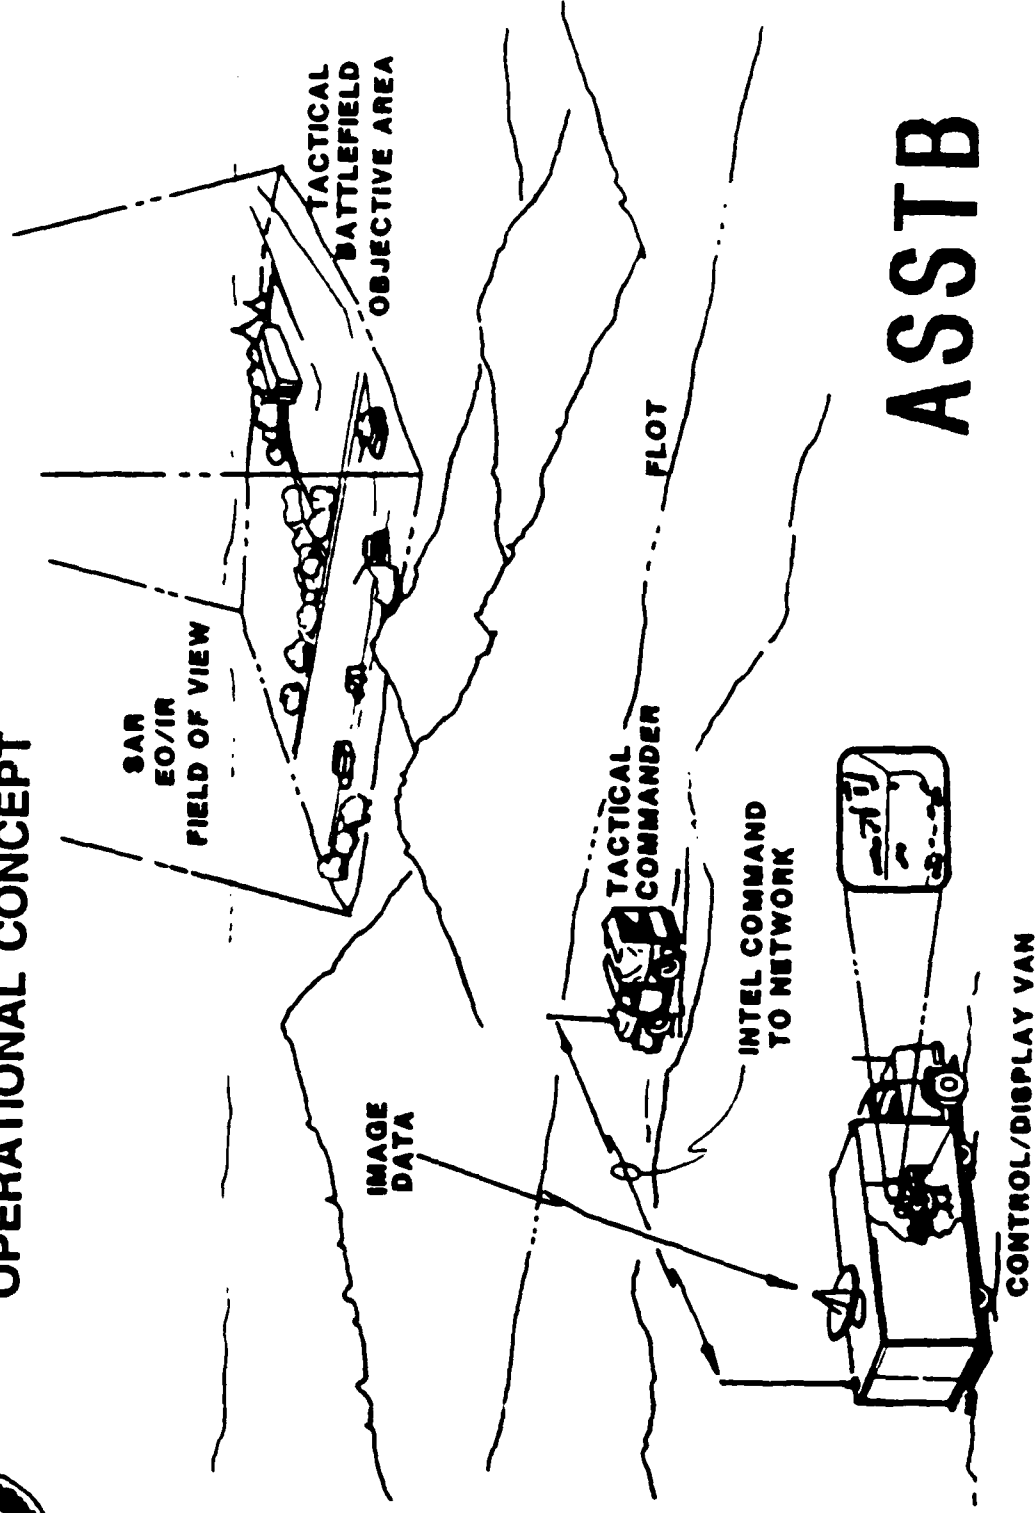 OPERATIONAL CONCEPT
SAR
EO/IR
FIELD OF VIEW
TACTICAL
BATTLEFIELD
OBJECTIVE AREA
IMAGE
DATA
TACTICAL
COMMANDER
FLOT
INTEL COMMAND
TO NETWORK
CONTROL/DISPLAY VAN
ASSTB